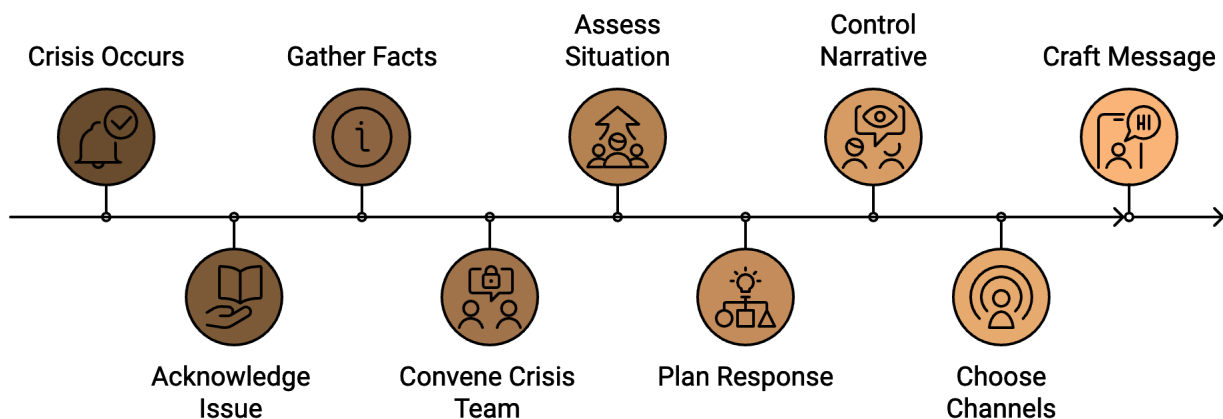 Crisis Occurs
Acknowledge
Issue
Gather Facts
Convene Crisis
Team
Assess
Situation
Plan Response
Control
Narrative
Choose
Channels
Craft Message
i
HI